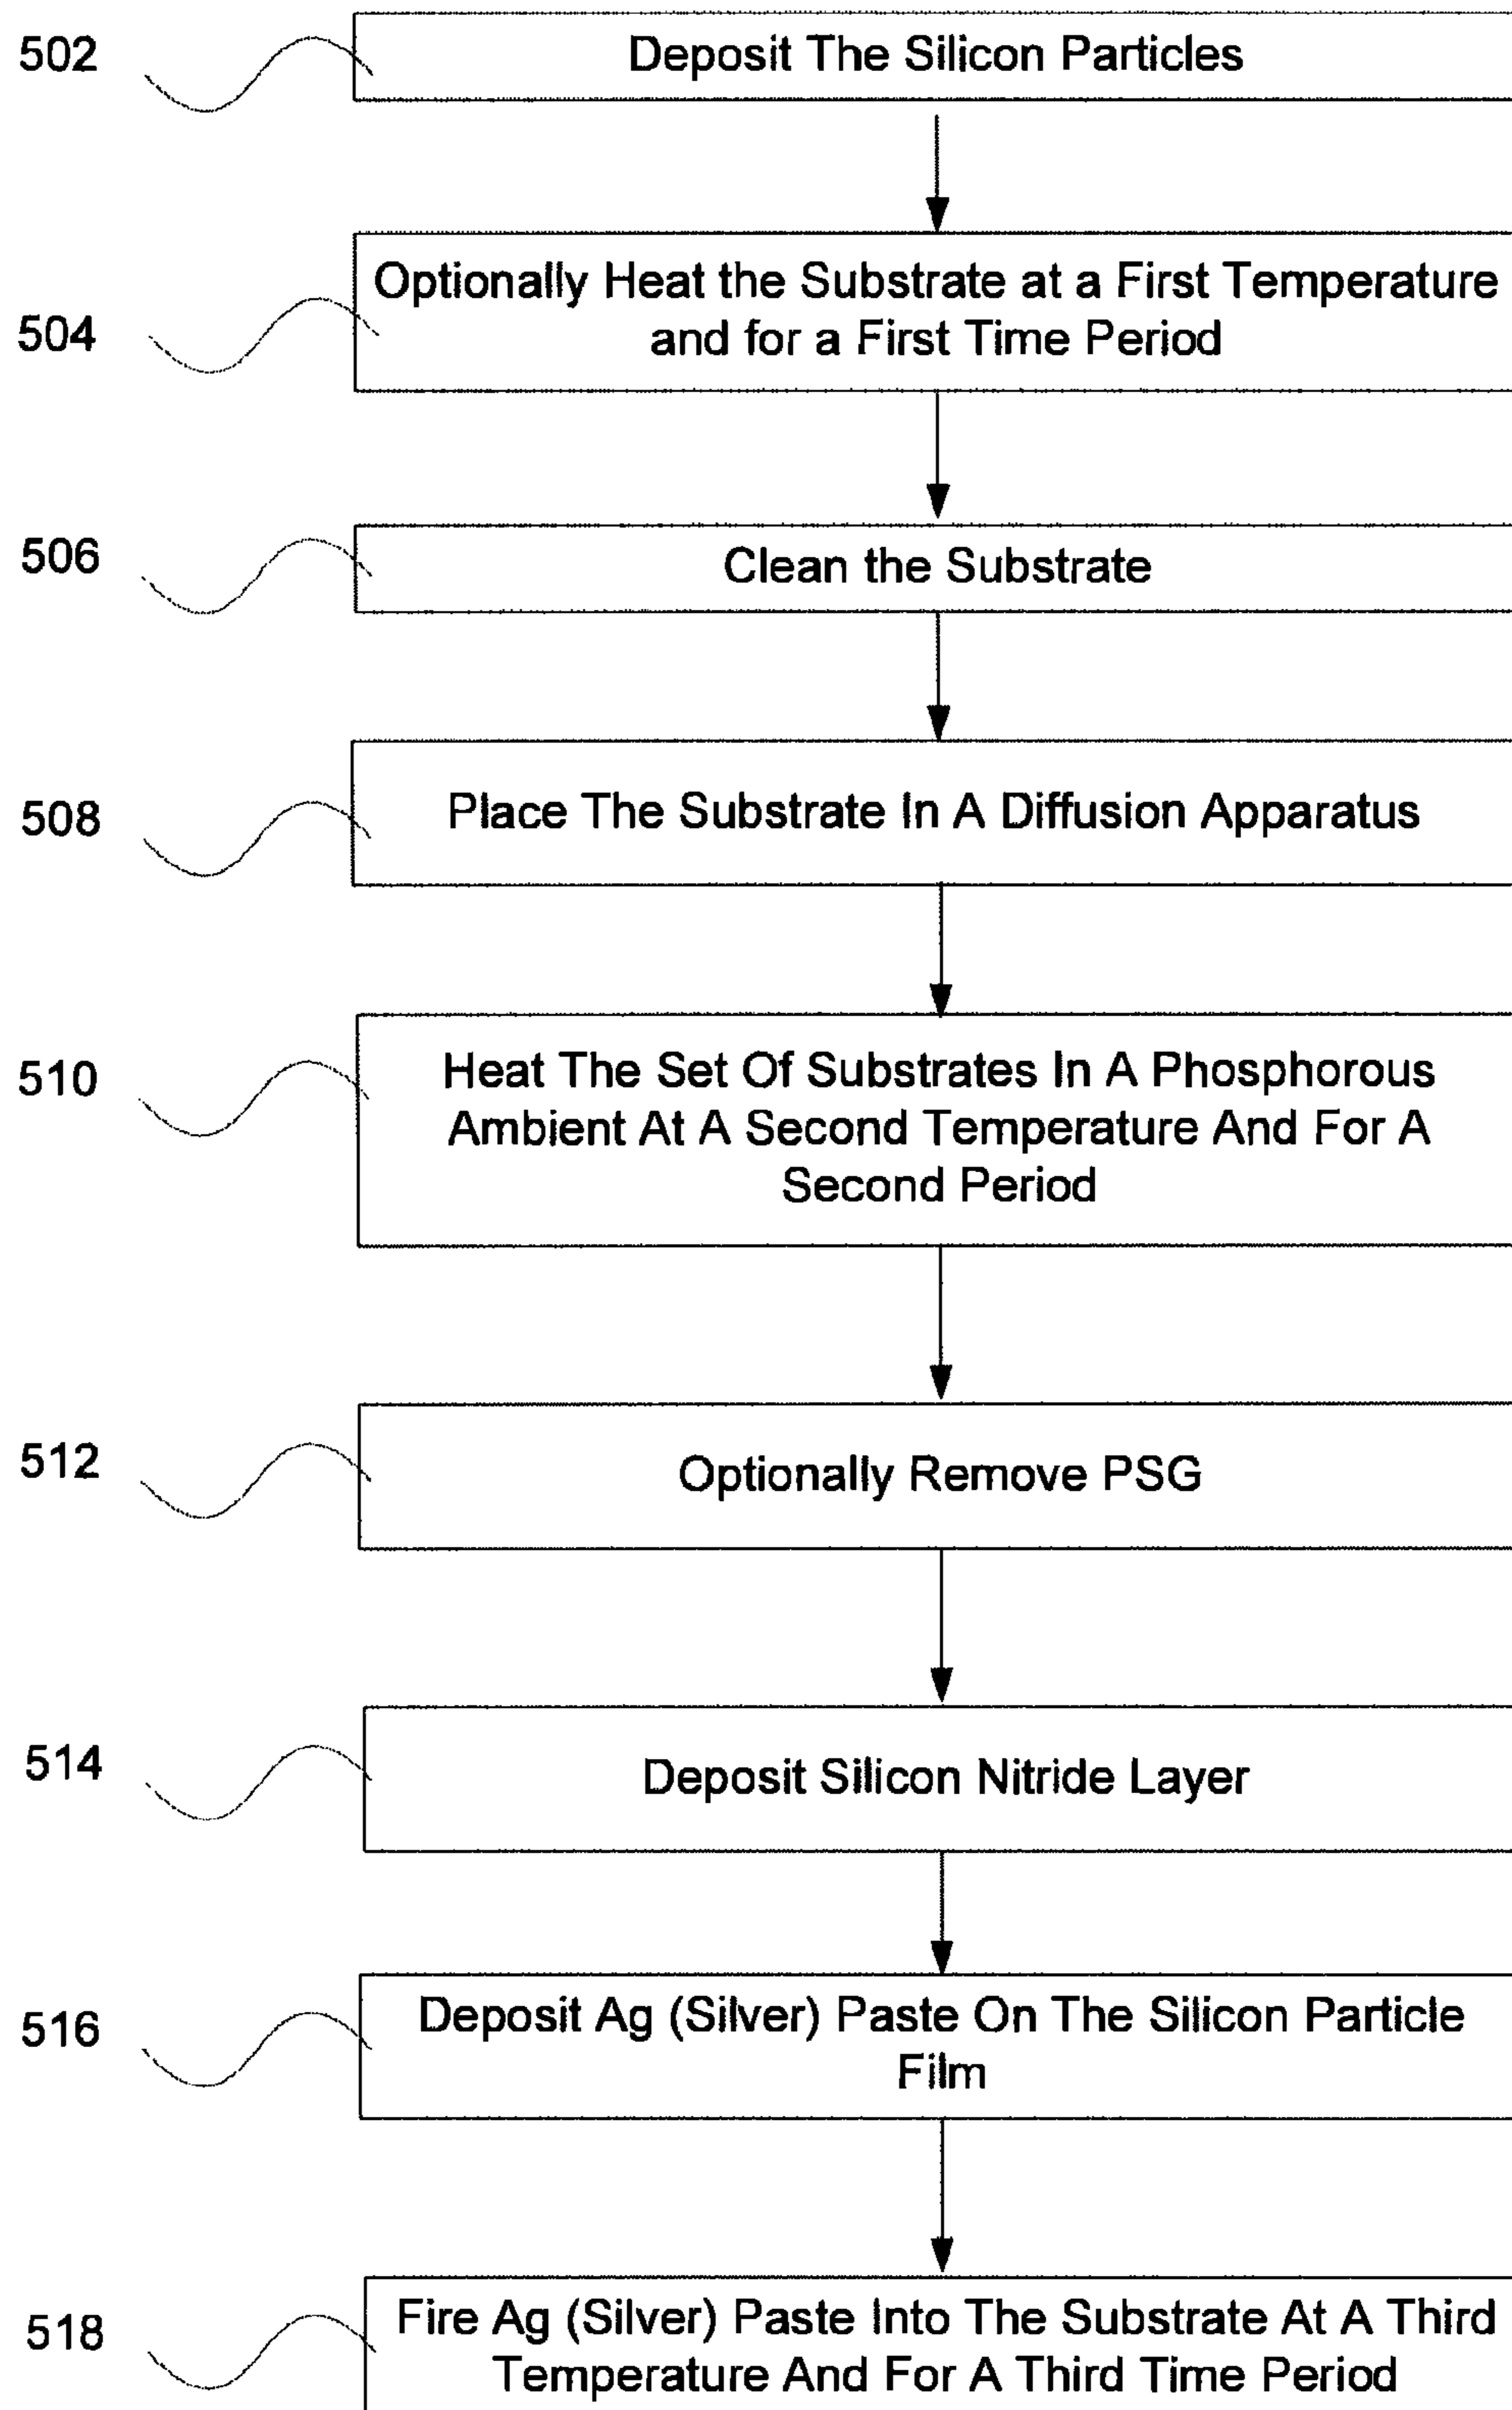 502
Deposit The Silicon Particles
504
Optionally Heat the Substrate at a First Temperature
and for a First Time Period
506
Clean the Substrate
508
Place The Substrate In A Diffusion Apparatus
510
Heat The Set Of Substrates In A Phosphorous
Ambient At A Second Temperature And For A
Second Period
512
Optionally Remove PSG
514
Deposit Silicon Nitride Layer
516
Deposit Ag (Silver) Paste On The Silicon Particle
Film
518
Fire Ag (Silver) Paste Into The Substrate At A Third
Temperature And For A Third Time Period